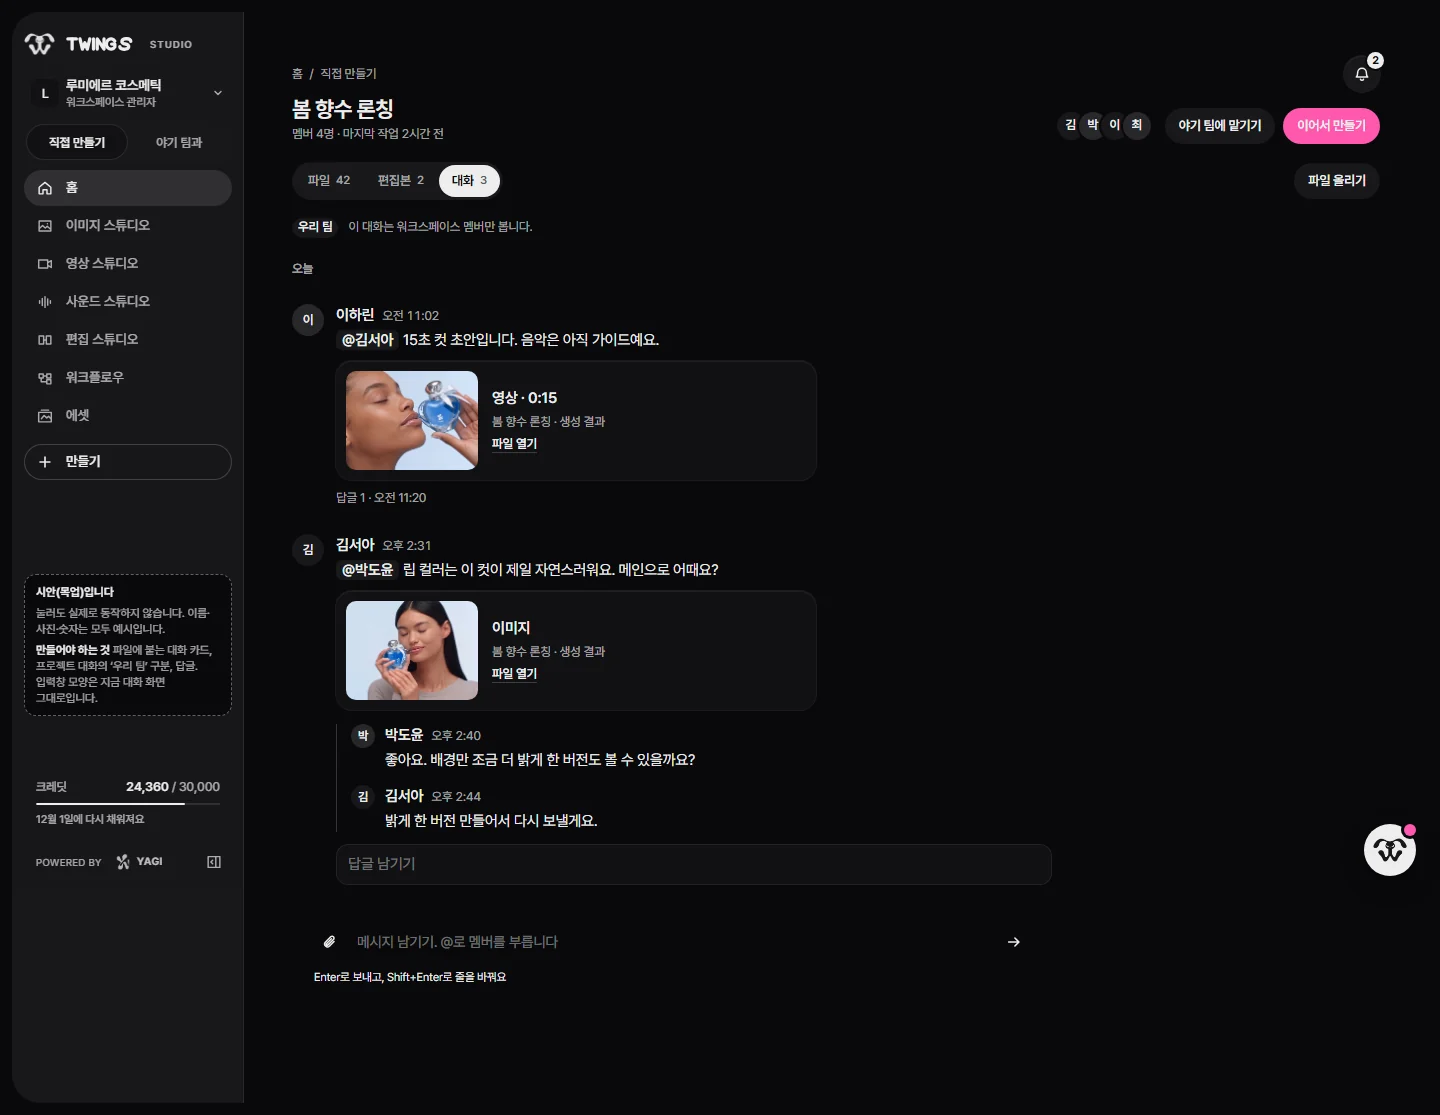 TWINGS STUDIO
L
루미에르 코스메틱
워크스페이스 관리자
직접 만들기
야기 팀과
홈
이미지 스튜디오
영상 스튜디오
사운드 스튜디오
편집 스튜디오
워크플로우
에셋
만들기
시안(목업)입니다
눌러도 실제로 동작하지 않습니다. 이름·
사진·숫자는 모두 예시입니다.
만들어야 하는 것 파일에 붙는 대화 카드,
프로젝트 대화의 '우리 팀' 구분, 답글.
입력창 모양은 지금 대화 화면
그대로입니다.
크레딧 24,360 / 30,000
12월 1일에 다시 채워져요
POWERED BY YAGI
홈 / 직접 만들기
2
봄 향수 론칭
멤버 4명 · 마지막 작업 2시간 전
김 박 이 최
야기 팀에 맡기기
이어서 만들기
파일 42
편집본 2
대화 3
파일 올리기
우리 팀 이 대화는 워크스페이스 멤버만 봅니다.
오늘
이
이하린 오전 11:02
@김서아 15초 컷 초안입니다. 음악은 아직 가이드예요.
영상 · 0:15
봄 향수 론칭 · 생성 결과
파일 열기
답글 1 · 오전 11:20
김
김서아 오후 2:31
@박도윤 립 컬러는 이 컷이 제일 자연스러워요. 메인으로 어때요?
이미지
봄 향수 론칭 · 생성 결과
파일 열기
박
박도윤 오후 2:40
좋아요. 배경만 조금 더 밝게 한 버전도 볼 수 있을까요?
김
김서아 오후 2:44
밝게 한 버전 만들어서 다시 보낼게요.
답글 남기기
메시지 남기기. @로 멤버를 부릅니다
Enter로 보내고, Shift+Enter로 줄을 바꿔요